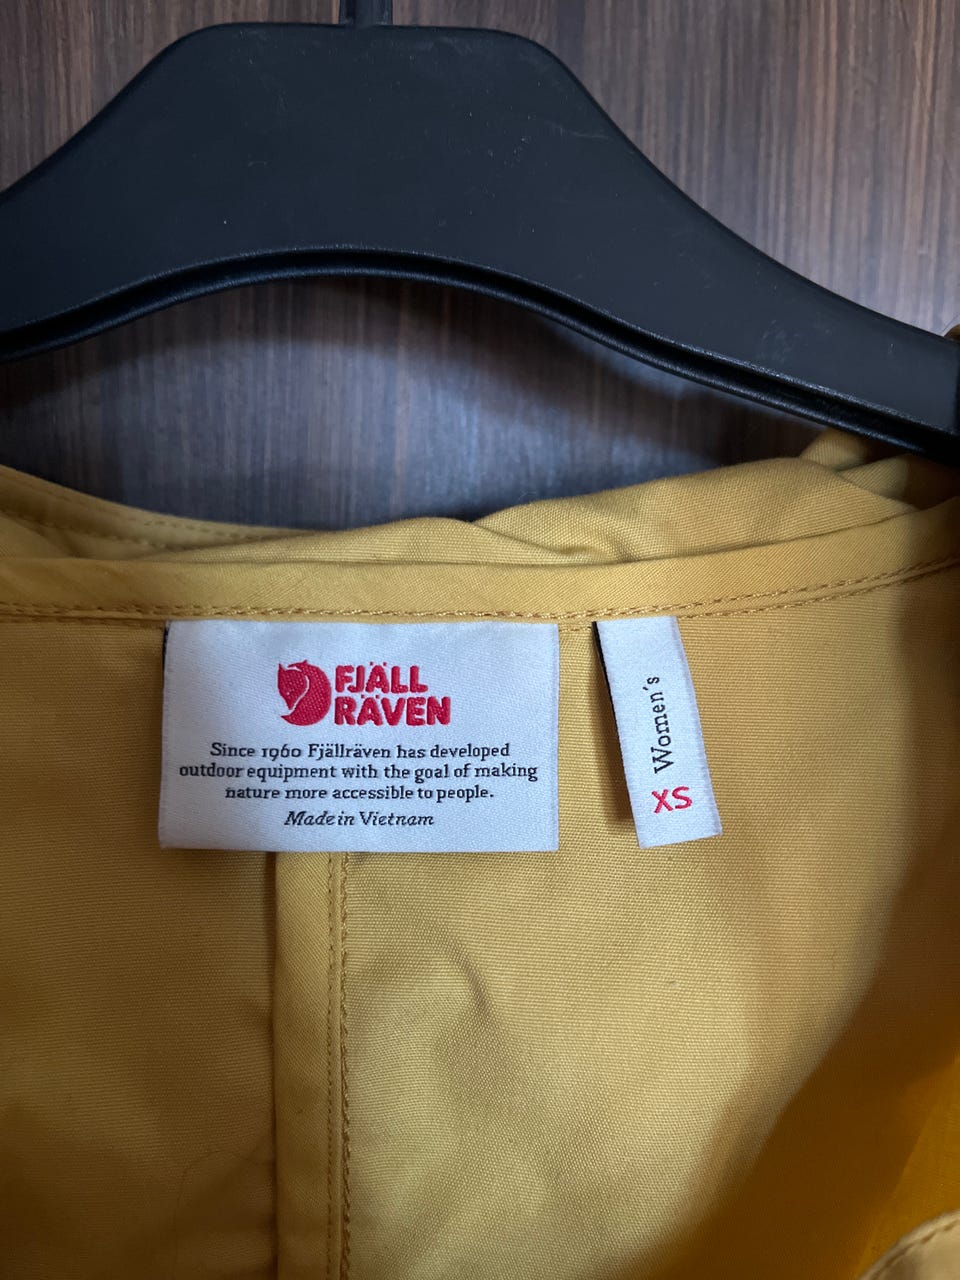 FJÄLL
RÄVEN
Since 1960 Fjällräven has developed
outdoor equipment with the goal of making
nature more accessible to people.
Made in Vietnam
Women's
XS